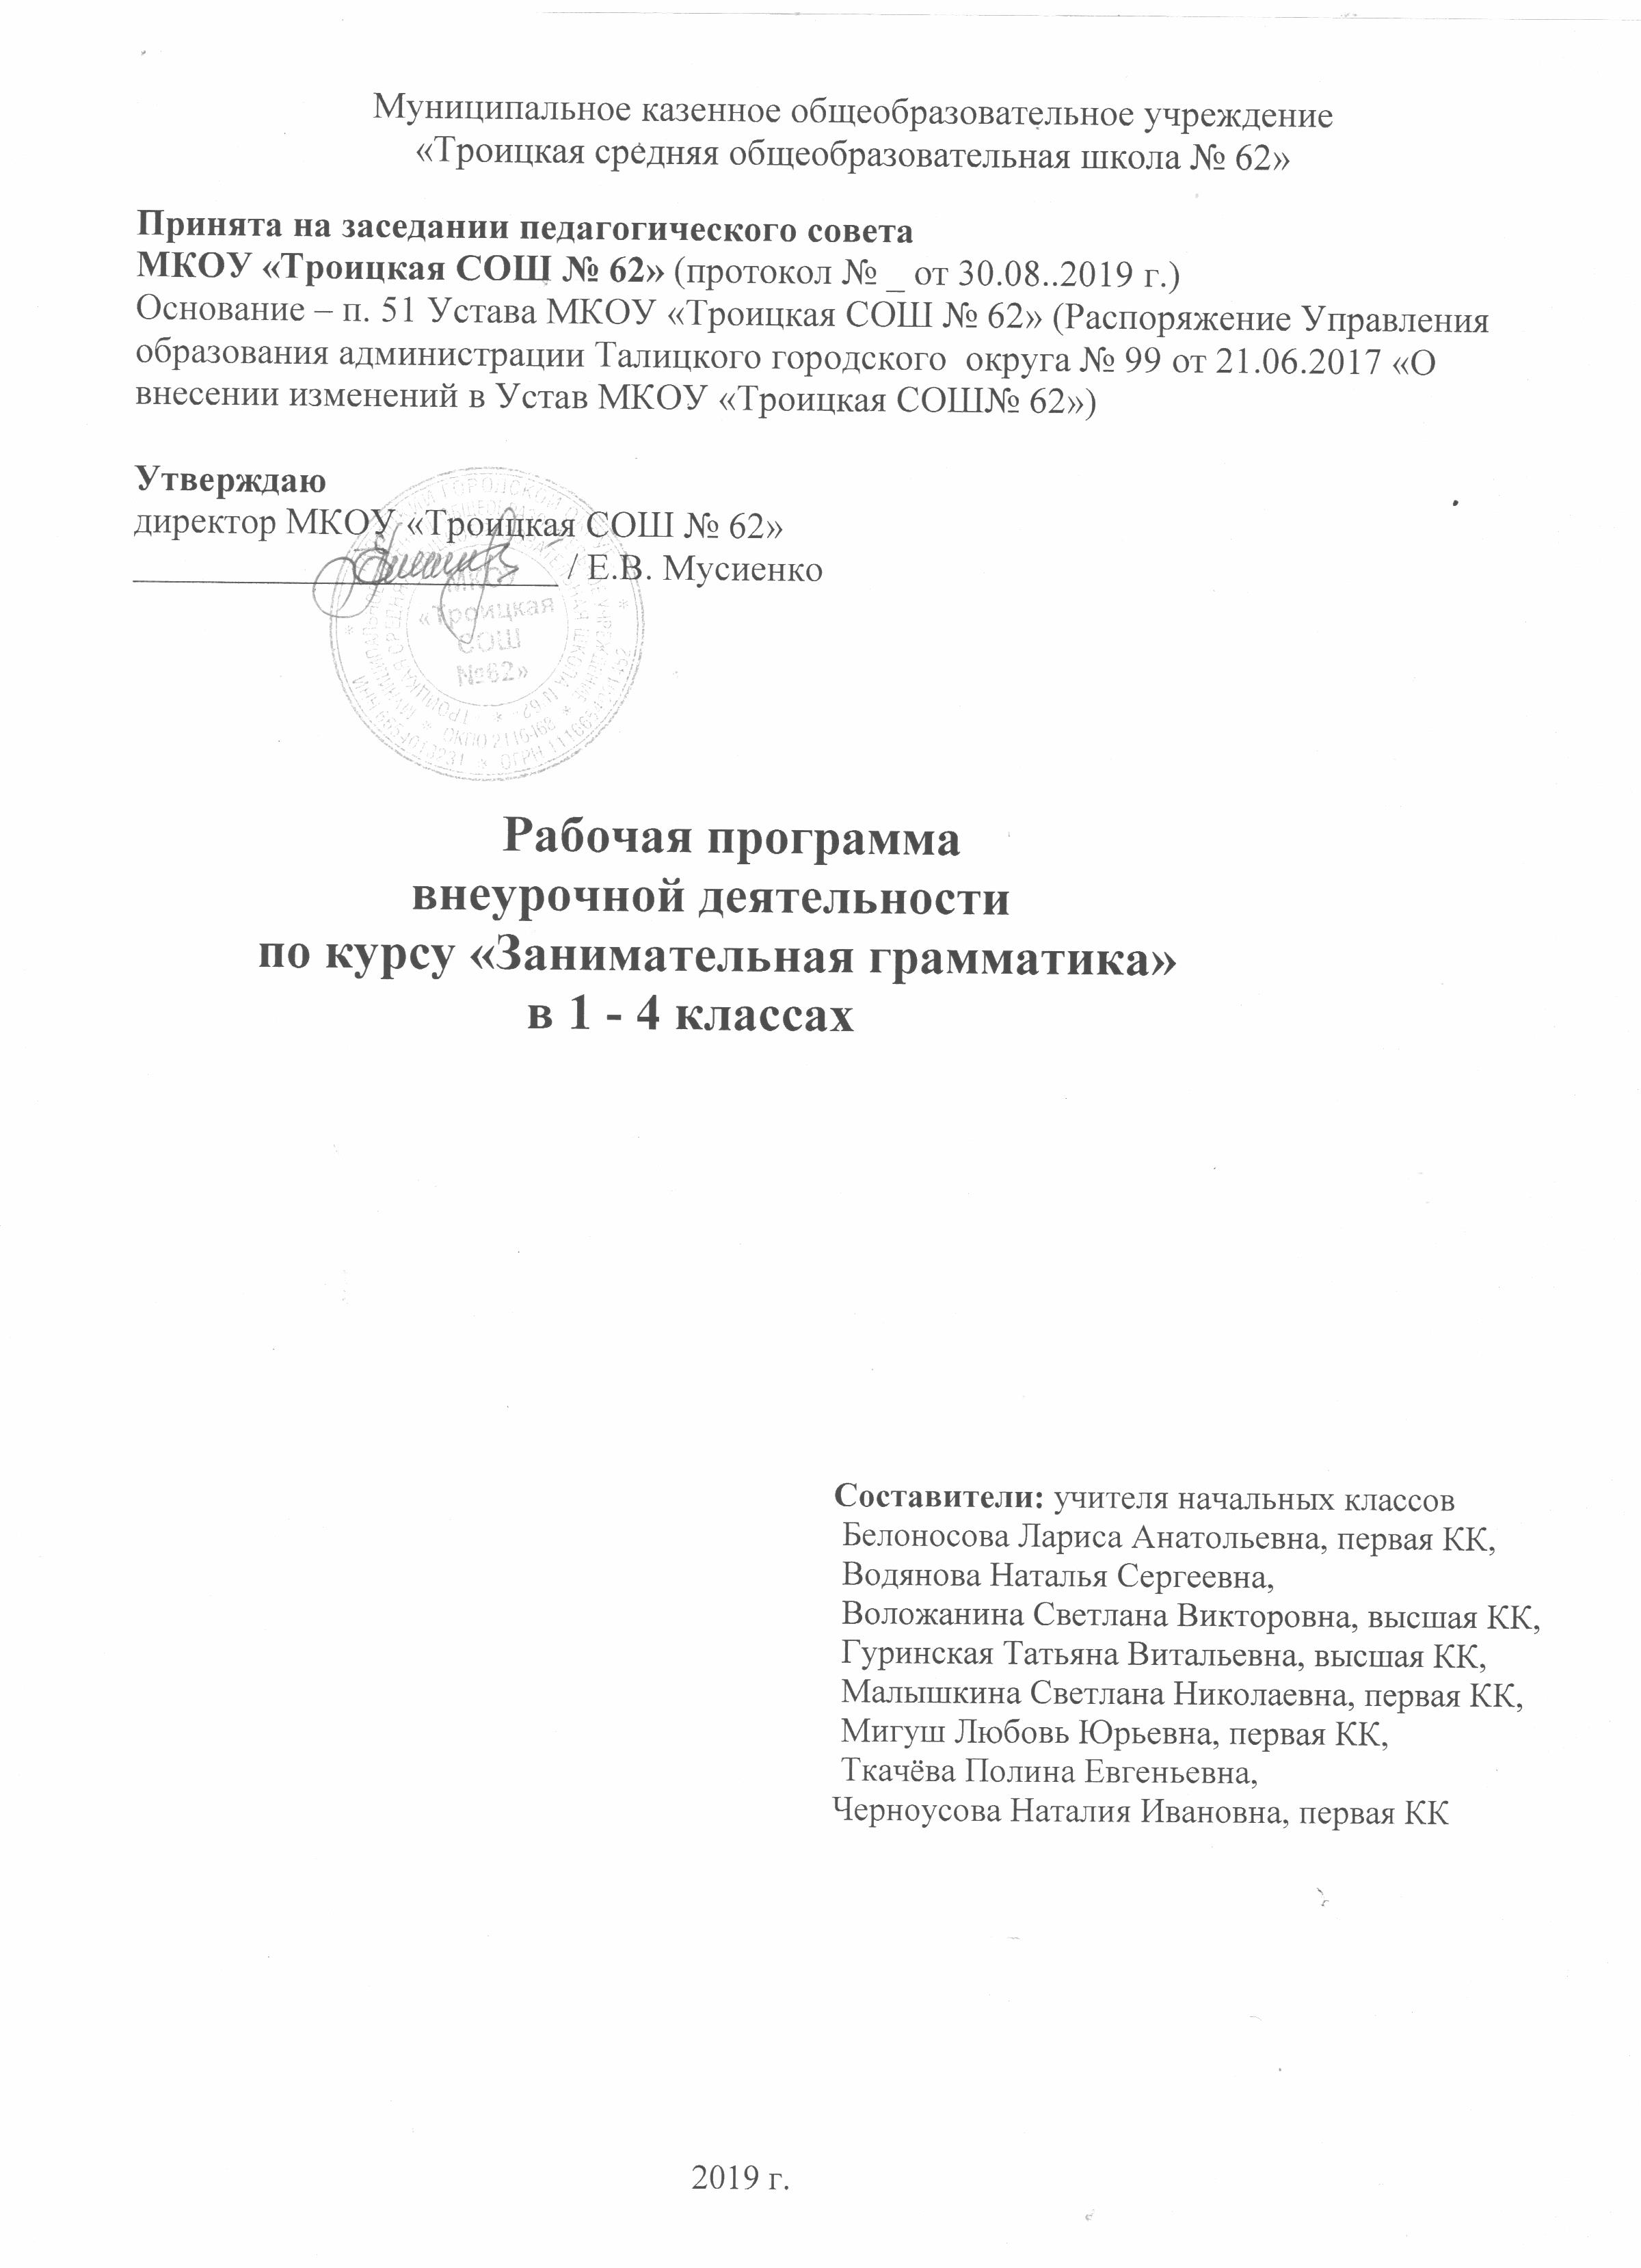 Муниципальное казенное общеобразовательное учреждение
«Троицкая средняя общеобразовательная школа № 62»
Принята на заседании педагогического совета
МКОУ «Троицкая СОШ № 62» (протокол № _ от 30.08..2019 г.)
Основание – п. 51 Устава МКОУ «Троицкая СОШ № 62» (Распоряжение Управления
образования администрации Талицкого городского округа № 99 от 21.06.2017 «О
внесении изменений в Устав МКОУ «Троицкая СОШ№ 62»)
Утверждаю
директор МКОУ «Троицкая СОШ № 62»
/ Е.В. Мусиенко
МКОУ
«Троицкая
СОШ
№62»
Рабочая программа
внеурочной деятельности
по курсу «Занимательная грамматика»
в 1 - 4 классах
Составители: учителя начальных классов
Белоносова Лариса Анатольевна, первая КК,
Водянова Наталья Сергеевна,
Воложанина Светлана Викторовна, высшая КК,
Гуринская Татьяна Витальевна, высшая КК,
Малышкина Светлана Николаевна, первая КК,
Мигуш Любовь Юрьевна, первая КК,
Ткачёва Полина Евгеньевна,
Черноусова Наталия Ивановна, первая КК
2019 г.